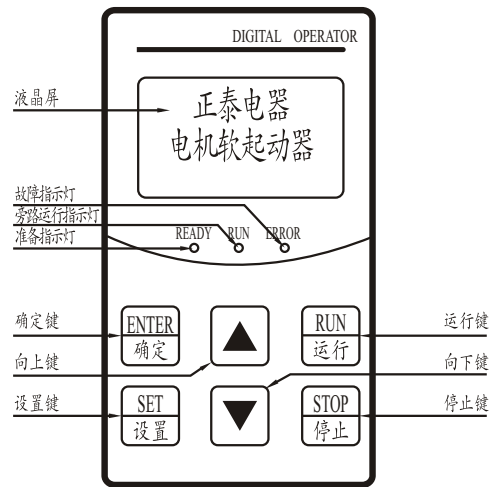 DIGITAL OPERATOR
液晶屏
正泰电器
电机软起动器
故障指示灯
旁路运行指示灯
准备指示灯
READY RUN ERROR
确定键
ENTER
确定
RUN
运行
运行键
向上键
向下键
设置键
SET
设置
STOP
停止
停止键